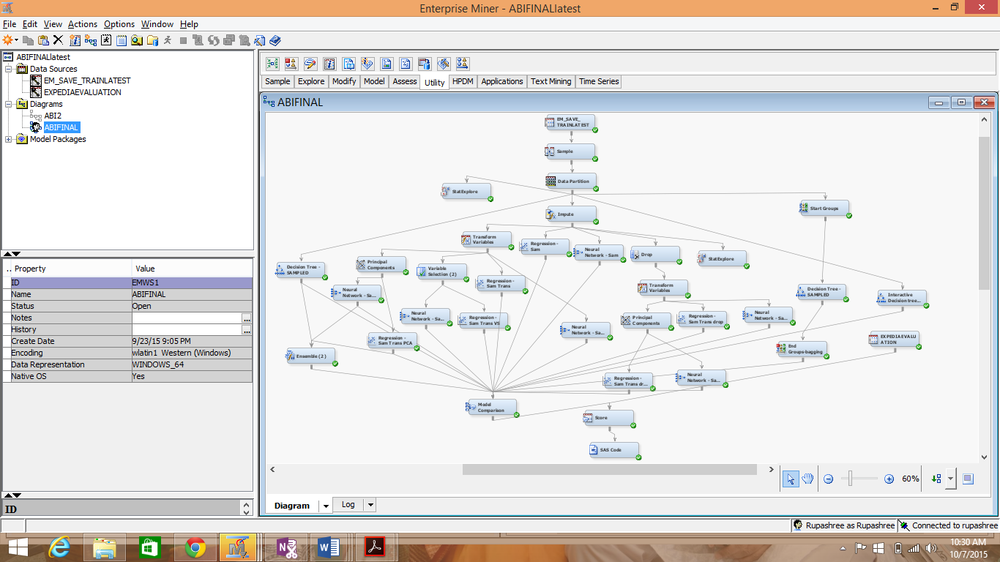 Enterprise Miner - ABIFINALlatest
File Edit View Actions Options Window Help
ABIFINALlatest
Data Sources
EM_SAVE_TRAINLATEST
EXPEDIAEVALUATION
Diagrams
ABI2
ABIFINAL
Model Packages
.. Property Value
ID EMWS1
Name ABIFINAL
Status Open
Notes ...
History ...
Create Date 9/23/15 9:05 PM
Encoding wlatin1 Western (Windows)
Data Representation WINDOWS_64
Native OS Yes
ID
Sample Explore Modify Model Assess Utility HPDM Applications Text Mining Time Series
ABIFINAL
EM_SAVE_
TRAINLATEST
Sample
Data Partition
StatExplore
Start Groups
Impute
Transform
Variables
Regression -
Sam
Neural
Network - Sam
Drop
StatExplore
Decision Tree -
SAMPLED
Principal
Components
Variable
Selection (2)
Regression -
Sam Trans
Transform
Variables
Decision Tree -
SAMPLED
Interactive
Decision tree...
Neural
Network - Sa...
Neural
Network - Sa...
Regression -
Sam Trans VS
Neural
Network - Sa...
Principal
Components
Regression -
Sam Trans drop
Neural
Network - Sa...
Regression -
Sam Trans PCA
EXPEDIAEVALU
ATION
Ensemble (2)
End
Groups-bagging
Regression -
Sam Trans dr...
Neural
Network - Sa...
Model
Comparison
Score
SAS Code
60%
Diagram Log
Rupashree as Rupashree Connected to rupashree
10:30 AM
10/7/2015